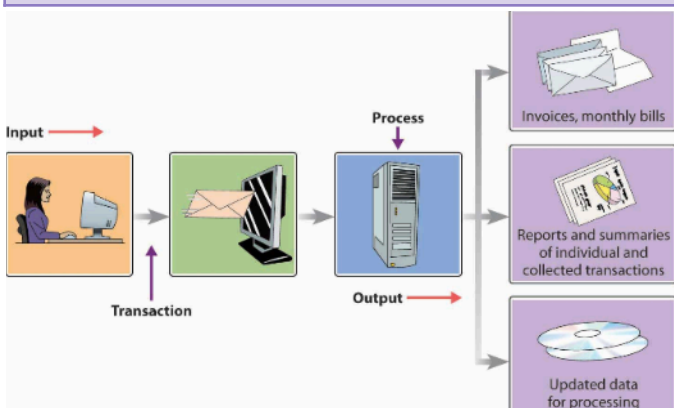 Input
Transaction
Process
Output
Invoices, monthly bills
Reports and summaries
of individual and
collected transactions
Updated data
for processing